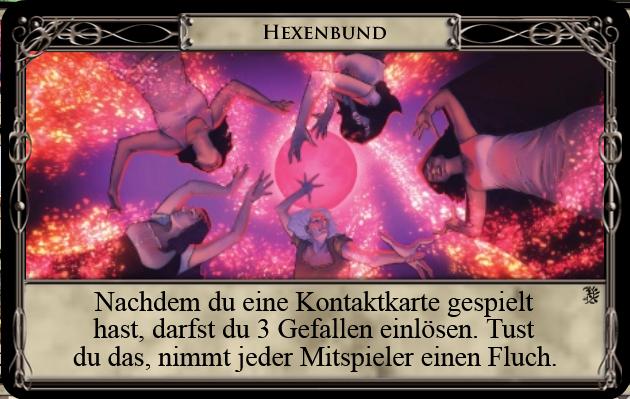 Hexenbund
Nachdem du eine Kontaktkarte gespielt
hast, darfst du 3 Gefallen einlösen. Tust
du das, nimmt jeder Mitspieler einen Fluch.